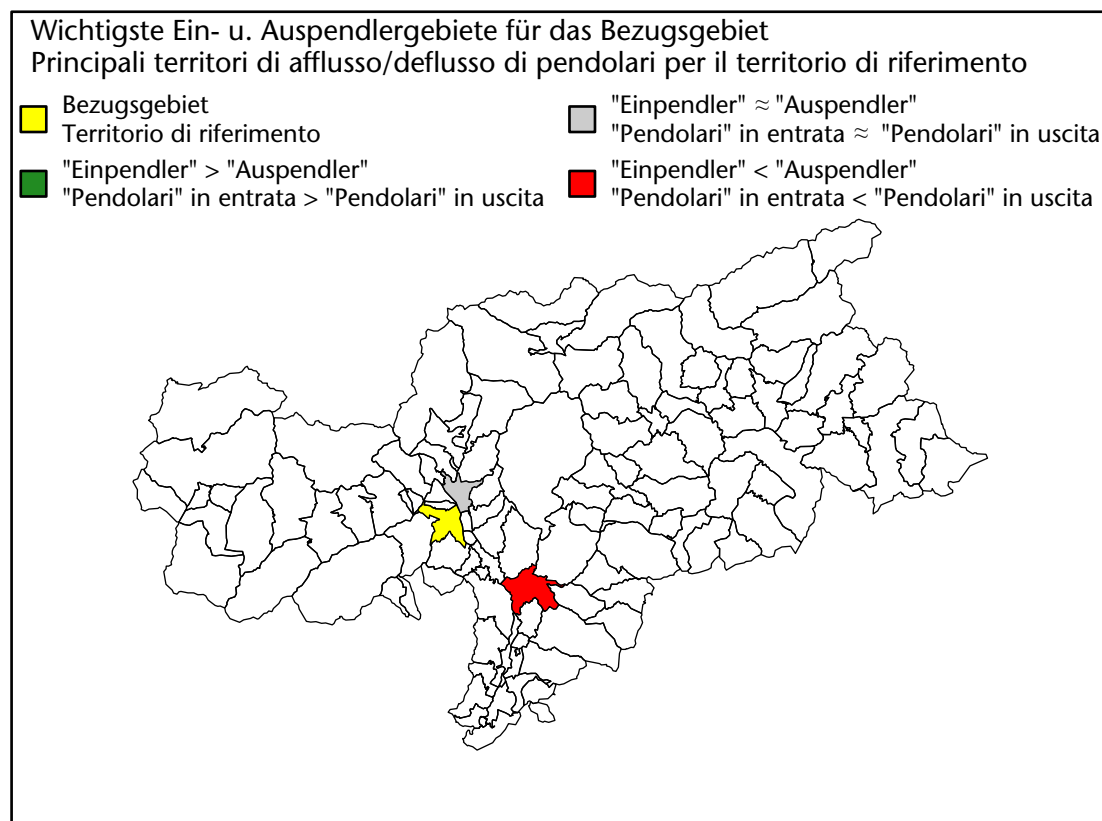 Wichtigste Ein- u. Auspendlergebiete für das Bezugsgebiet
Principali territori di afflusso/deflusso di pendolari per il territorio di riferimento
Bezugsgebiet
Territorio di riferimento
"Einpendler" > "Auspendler"
"Pendolari" in entrata > "Pendolari" in uscita
"Einpendler" ≈ "Auspendler"
"Pendolari" in entrata ≈ "Pendolari" in uscita
"Einpendler" < "Auspendler"
"Pendolari" in entrata < "Pendolari" in uscita